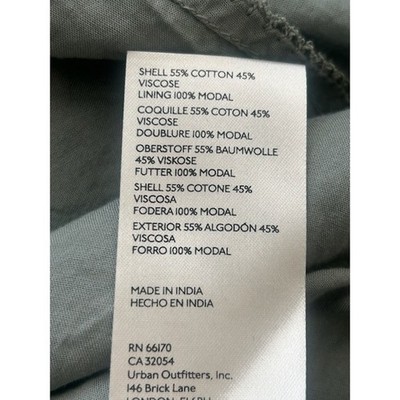 SHELL 55% COTTON 45%
VISCOSE
LINING 100% MODAL
COQUILLE 55% COTON 45%
VISCOSE
DOUBLURE 100% MODAL
OBERSTOFF 55% BAUMWOLLE
45% VISKOSE
FUTTER 100% MODAL
SHELL 55% COTONE 45%
VISCOSA
FODERA 100% MODAL
EXTERIOR 55% ALGODÓN 45%
VISCOSA
FORRO 100% MODAL
MADE IN INDIA
HECHO EN INDIA
RN 66170
CA 32054
Urban Outfitters, Inc.
146 Brick Lane
LONDON,